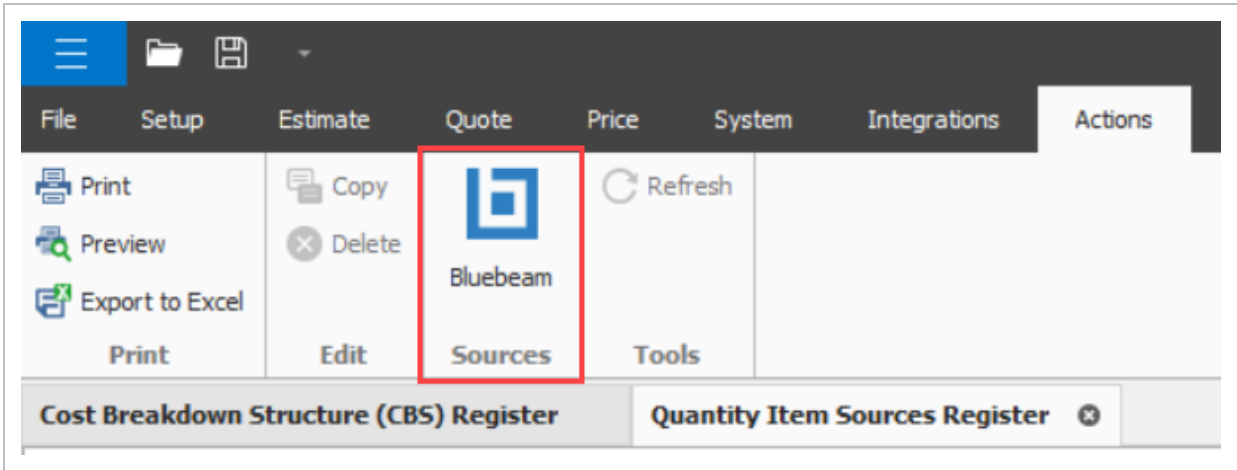 File Setup Estimate Quote Price System Integrations Actions
Print Copy Refresh
Preview Delete
Bluebeam
Export to Excel
Print Edit Sources Tools
Cost Breakdown Structure (CBS) Register Quantity Item Sources Register